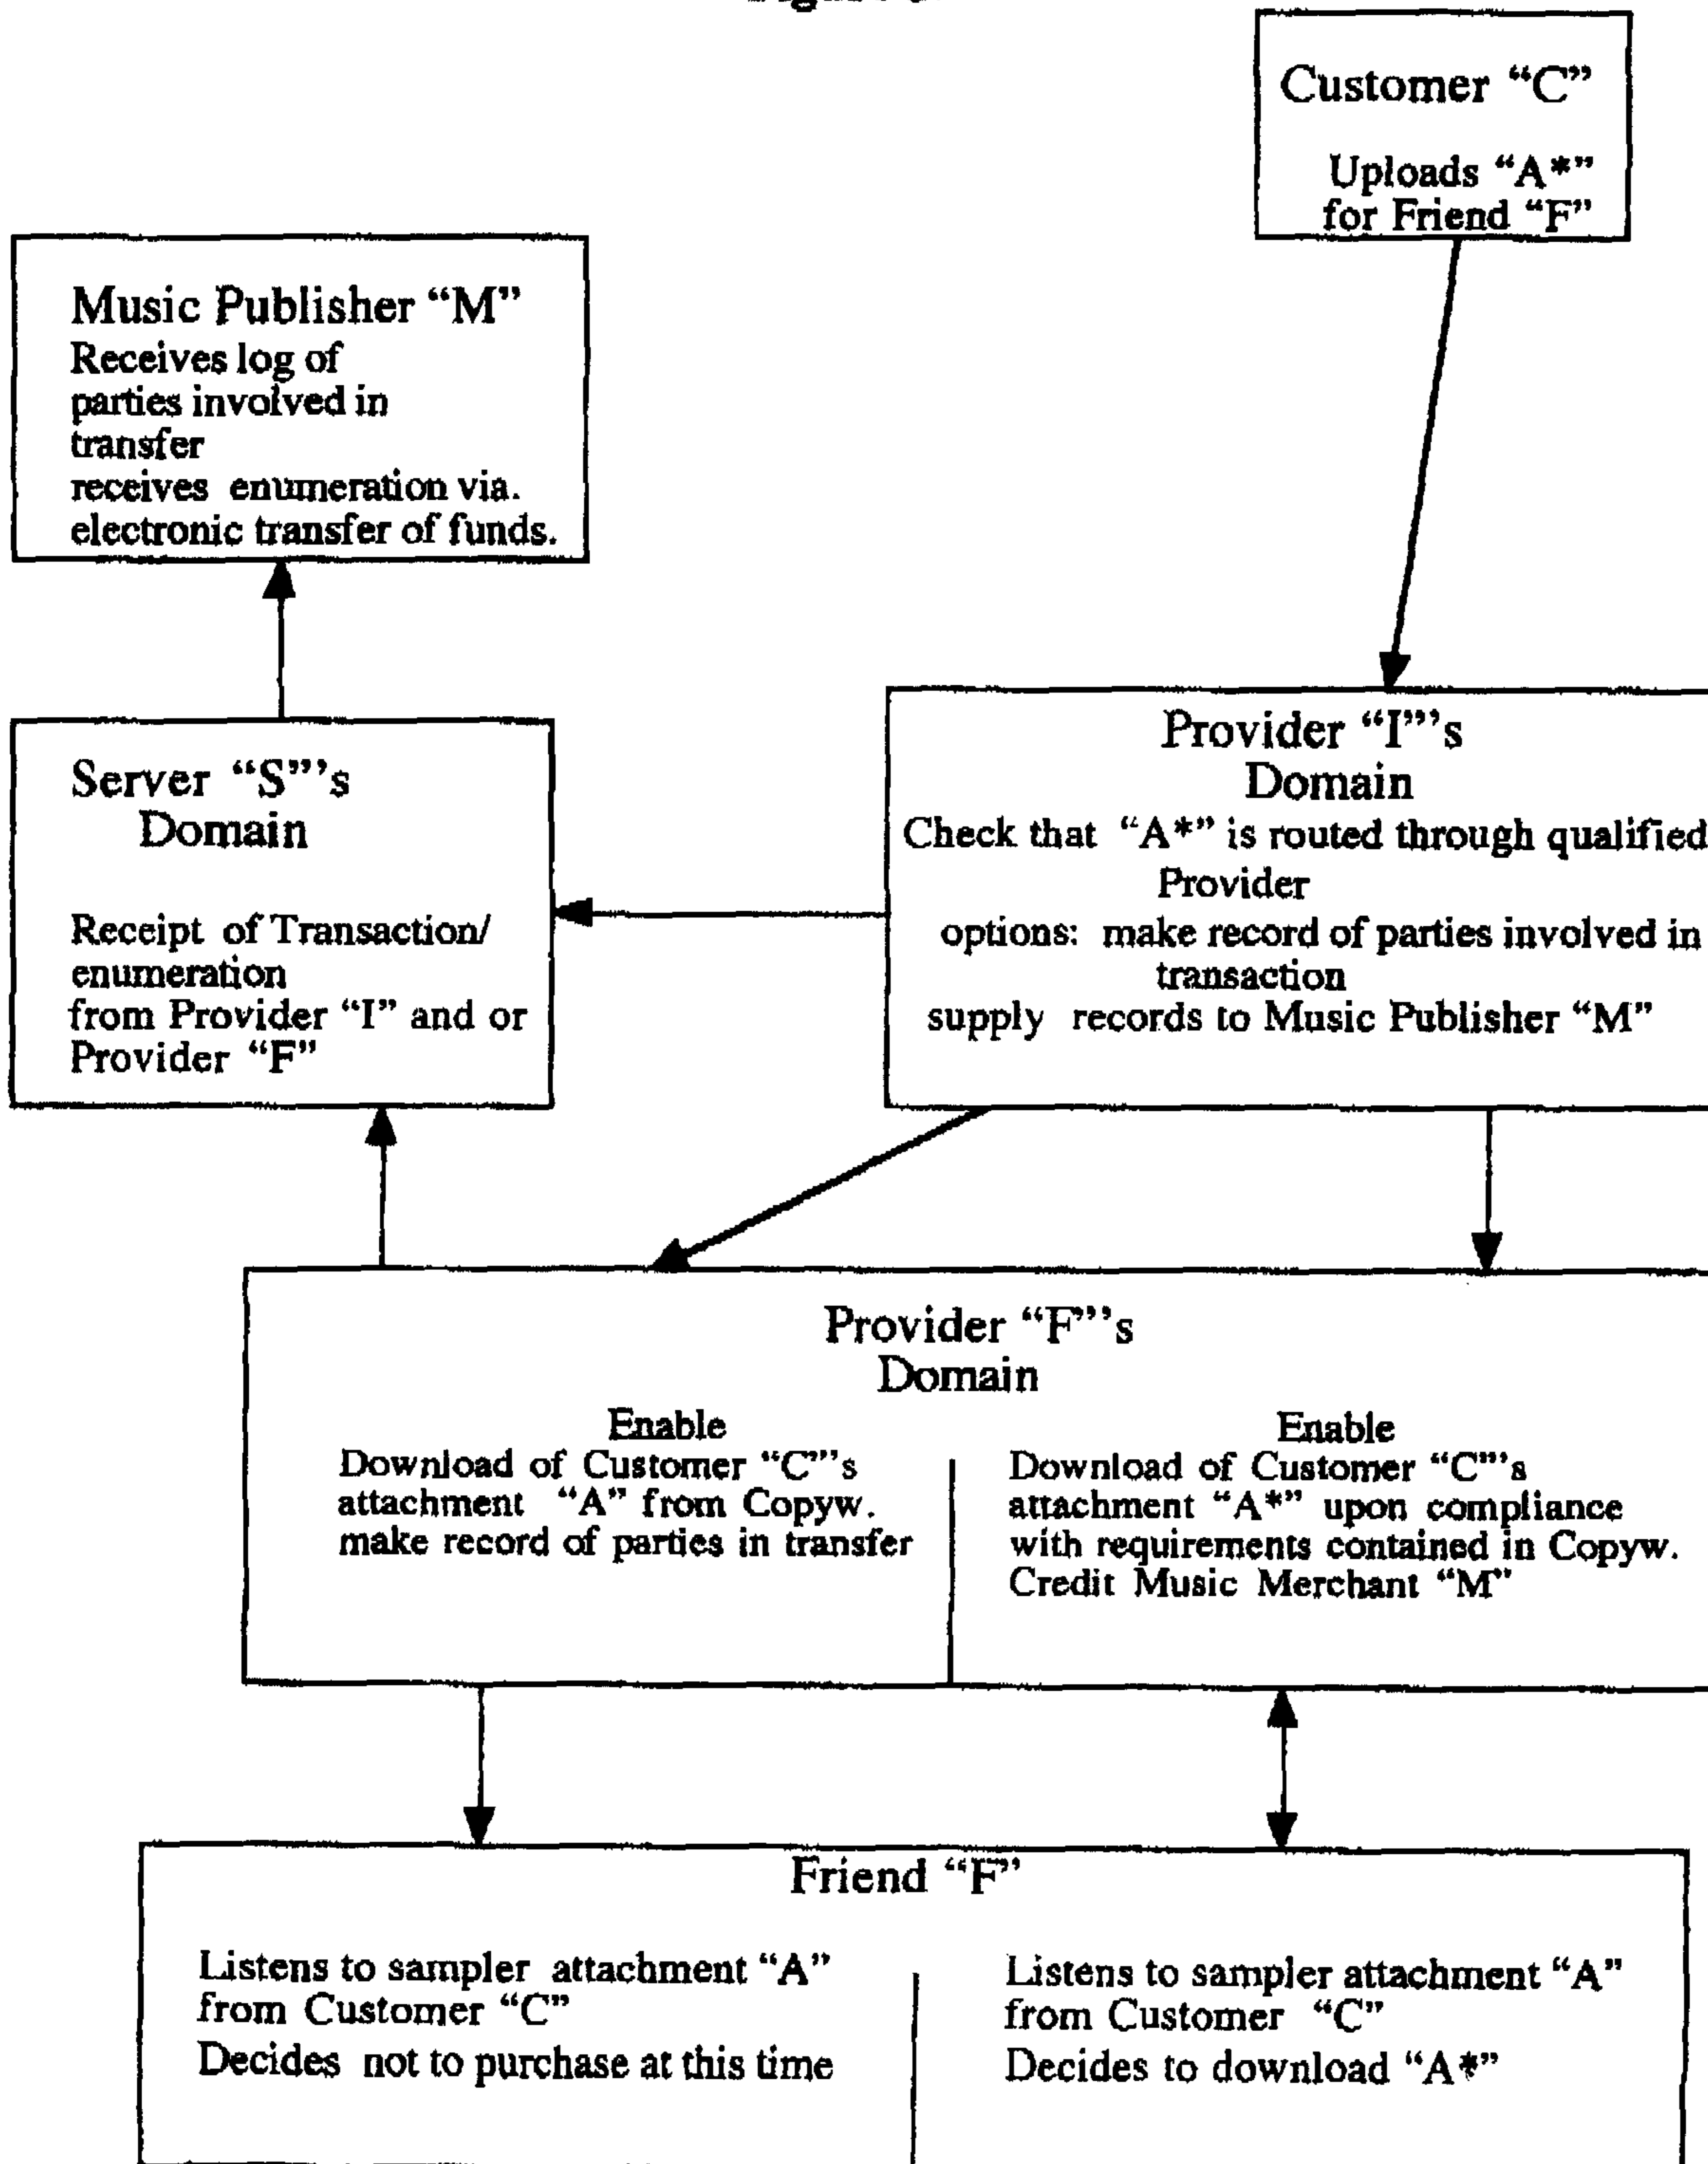 Customer “C”
Uploads “A*”
for Friend “F”
Music Publisher “M”
Receives log of
parties involved in
transfer
receives enumeration via.
electronic transfer of funds.
Provider “I”’s
Domain
Check that “A*” is routed through qualified
Provider
options: make record of parties involved in
transaction
supply records to Music Publisher “M”
Server “S”’s
Domain
Receipt of Transaction/
enumeration
from Provider “I” and or
Provider “F”
Provider “F”’s
Domain
Enable
Download of Customer “C”’s
attachment “A” from Copyw.
make record of parties in transfer
Enable
Download of Customer “C”’s
attachment “A*” upon compliance
with requirements contained in Copyw.
Credit Music Merchant “M”
Friend “F”
Listens to sampler attachment “A”
from Customer “C”
Decides not to purchase at this time
Listens to sampler attachment “A”
from Customer “C”
Decides to download “A*”